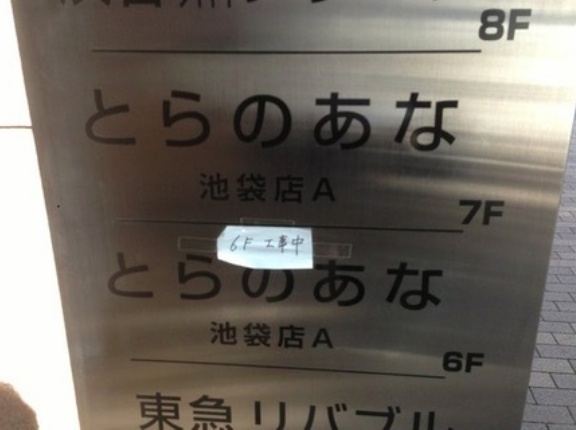 8F
とらのあな
池袋店A
7F
6F 工事中
とらのあな
池袋店A
6F
東急リバブル